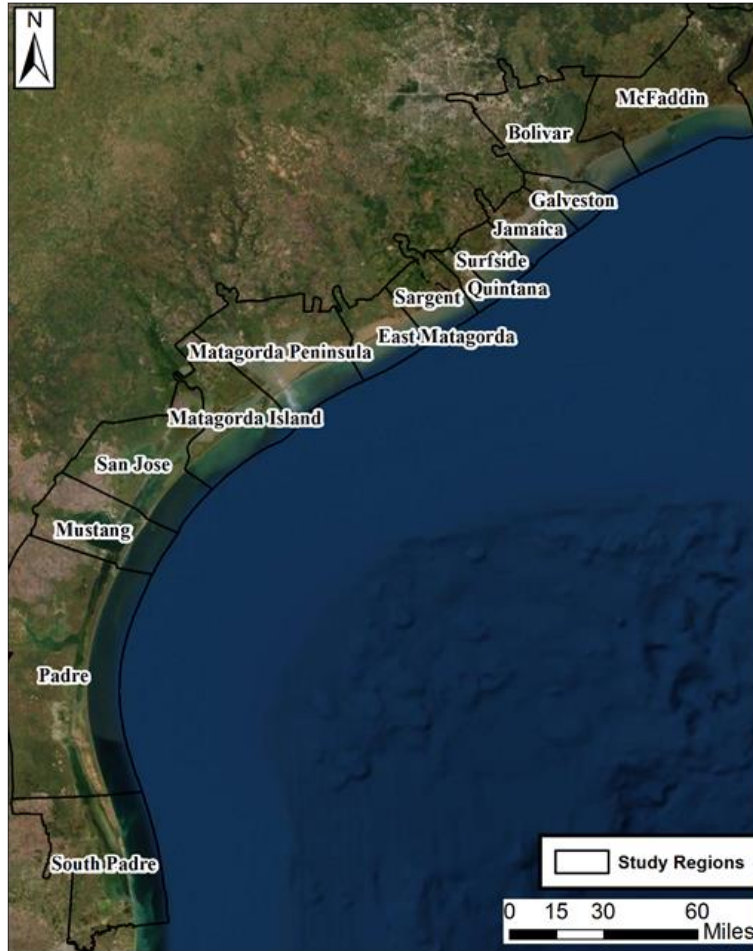 N
McFaddin
Bolivar
Galveston
Jamaica
Surfside
Quintana
Sargent
East Matagorda
Matagorda Peninsula
Matagorda Island
San Jose
Mustang
Padre
South Padre
Study Regions
0 15 30 60
Miles